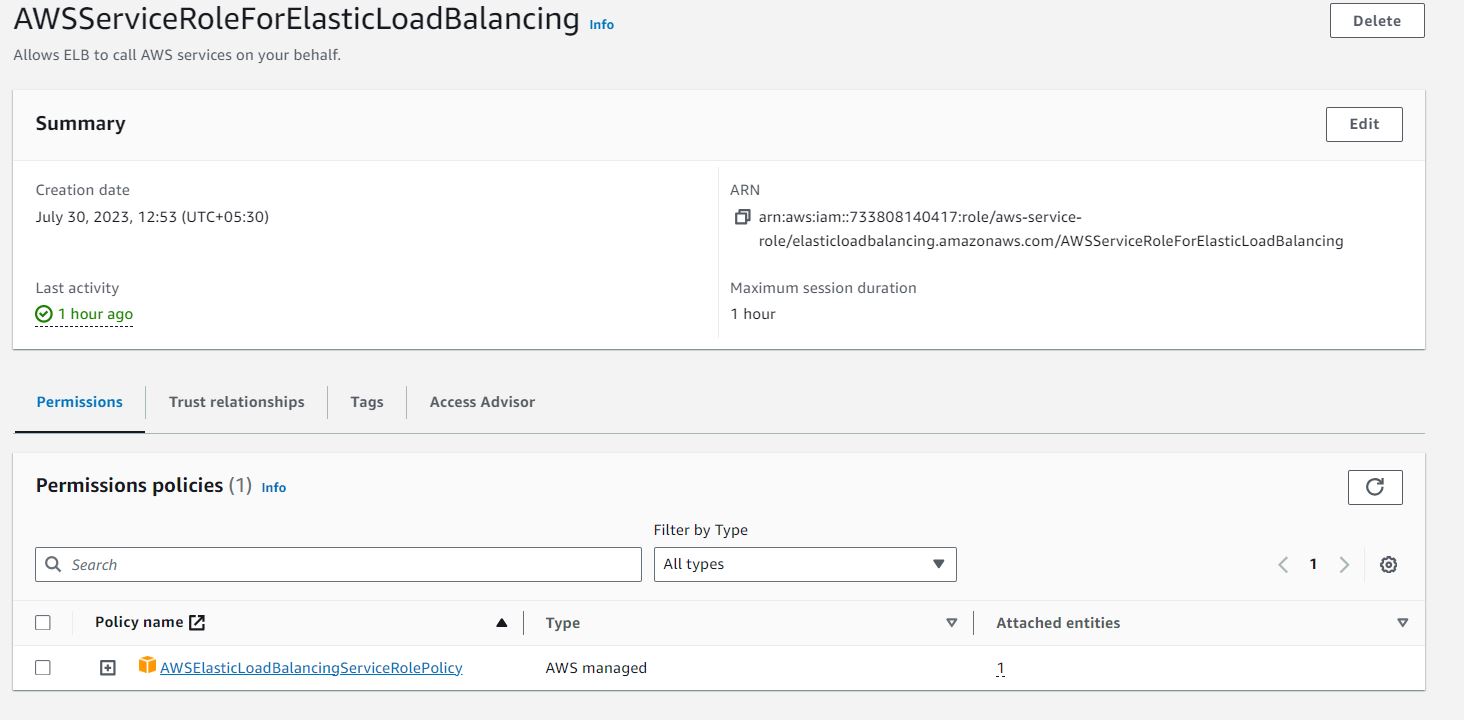 AWSServiceRoleForElasticLoadBalancing Info
Delete
Allows ELB to call AWS services on your behalf.
Summary
Edit
Creation date
July 30, 2023, 12:53 (UTC+05:30)
ARN
arn:aws:iam::733808140417:role/aws-service-
role/elasticloadbalancing.amazonaws.com/AWSServiceRoleForElasticLoadBalancing
Last activity
1 hour ago
Maximum session duration
1 hour
Permissions
Trust relationships
Tags
Access Advisor
Permissions policies (1) Info
Filter by Type
Search
All types
1
Policy name
Type
Attached entities
AWSElasticLoadBalancingServiceRolePolicy
AWS managed
1